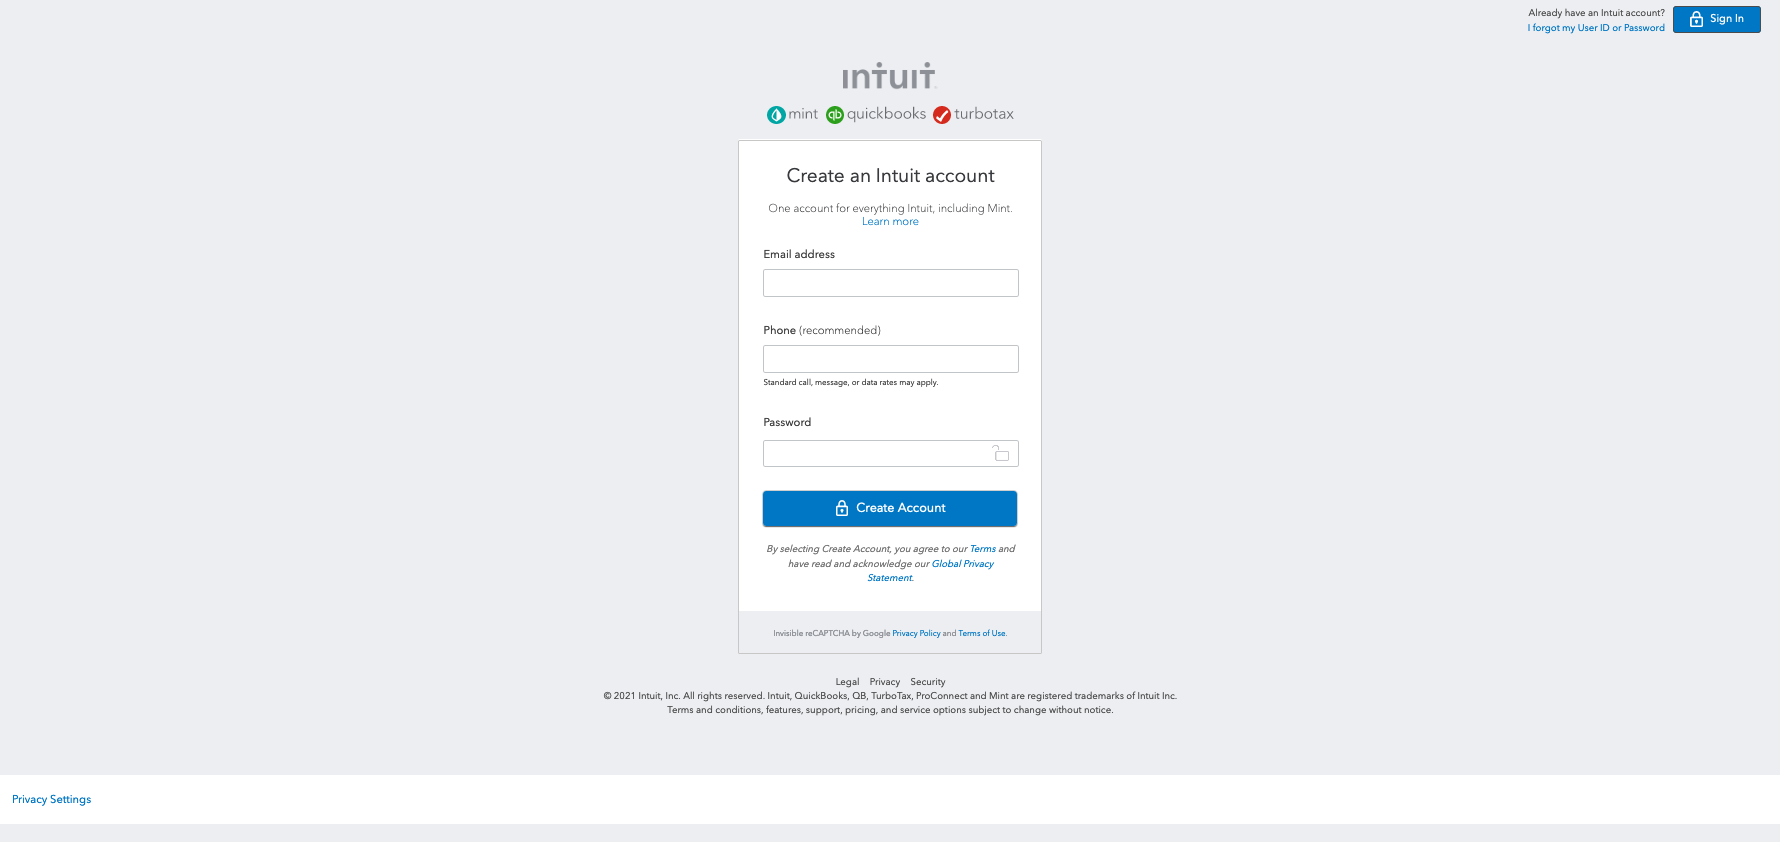 Already have an Intuit account?
I forgot my User ID or Password
Sign In
intuit
mint quickbooks turbotax
Create an Intuit account
One account for everything Intuit, including Mint.
Learn more
Email address
Phone (recommended)
Standard call, message, or data rates may apply.
Password
Create Account
By selecting Create Account, you agree to our Terms and
have read and acknowledge our Global Privacy
Statement.
Invisible reCAPTCHA by Google Privacy Policy and Terms of Use.
Legal Privacy Security
© 2021 Intuit, Inc. All rights reserved. Intuit, QuickBooks, QB, TurboTax, ProConnect and Mint are registered trademarks of Intuit Inc.
Terms and conditions, features, support, pricing, and service options subject to change without notice.
Privacy Settings